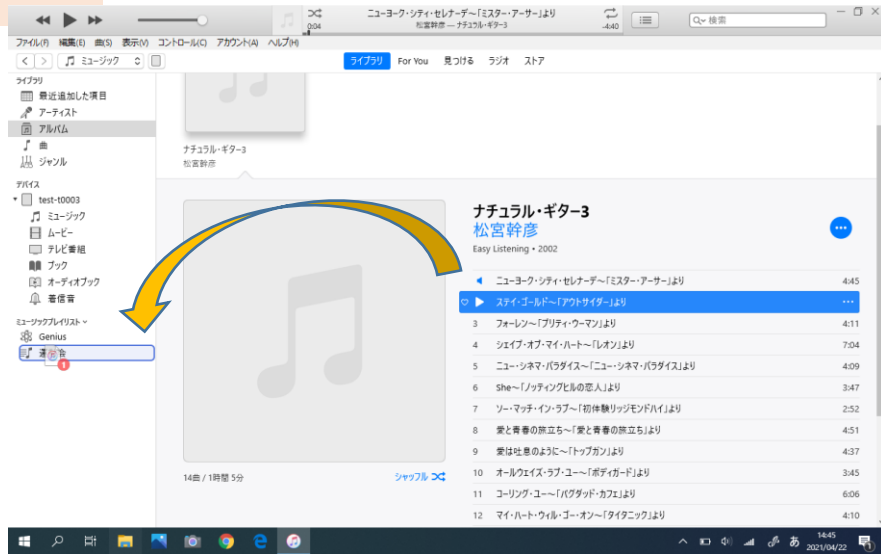 0:04
ニューヨーク・シティ・セレナーデ～「ミスター・アーサー」より
松宮幹彦 — ナチュラル・ギター3
-4:40
検索
ファイル(F) 編集(E) 曲(S) 表示(V) コントロール(C) アカウント(A) ヘルプ(H)
ミュージック
ライブラリ For You 見つける ラジオ ストア
ライブラリ
最近追加した項目
アーティスト
アルバム
曲
ジャンル
デバイス
test-t0003
ミュージック
ムービー
テレビ番組
ブック
オーディオブック
着信音
ミュージックプレイリスト
Genius
1
ナチュラル・ギター3
松宮幹彦
14曲 / 1時間 5分
シャッフル
ナチュラル・ギター3
松宮幹彦
Easy Listening • 2002
ニューヨーク・シティ・セレナーデ～「ミスター・アーサー」より 4:45
ステイ・ゴールド～「アウトサイダー」より
3 フォーレン～「プリティ・ウーマン」より 4:11
4 シェイプ・オブ・マイ・ハート～「レオン」より 7:04
5 ニュー・シネマ・パラダイス～「ニュー・シネマ・パラダイス」より 4:09
6 She～「ノッティングヒルの恋人」より 3:47
7 ソー・マッチ・イン・ラブ～「初体験リッジモンドハイ」より 2:52
8 愛と青春の旅立ち～「愛と青春の旅立ち」より 4:51
9 愛は吐息のように～「トップガン」より 4:37
10 オールウェイズ・ラブ・ユー～「ボディガード」より 3:45
11 コーリング・ユー～「バグダッド・カフェ」より 6:06
12 マイ・ハート・ウィル・ゴー・オン～「タイタニック」より 4:10
あ
14:45
2021/04/22
1